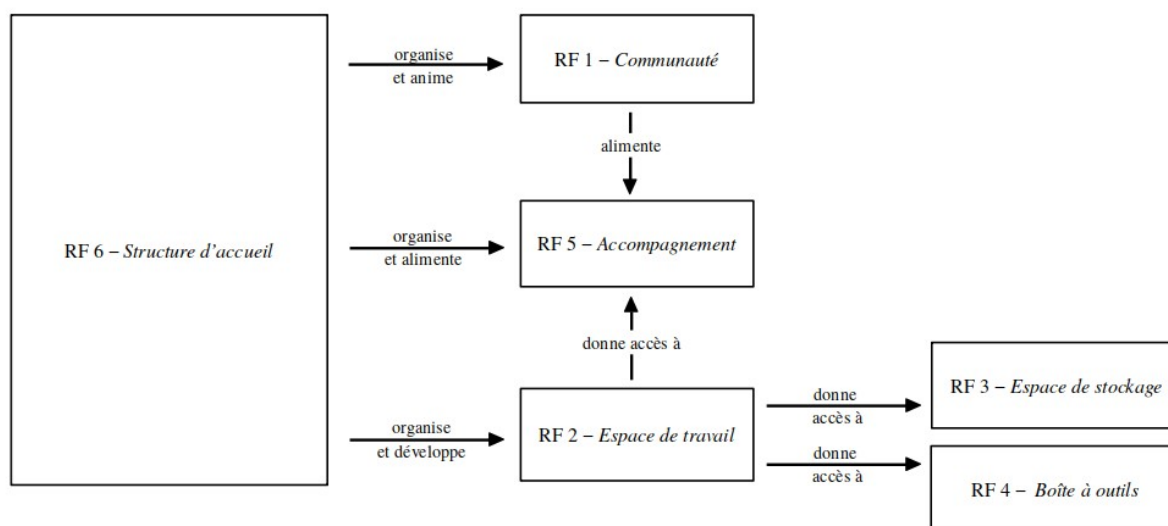 organise
et anime
RF 1 – Communauté
alimente
RF 6 – Structure d'accueil
organise
et alimente
RF 5 – Accompagnement
donne accès à
RF 3 – Espace de stockage
donne
accès à
organise
et développe
RF 2 – Espace de travail
donne
accès à
RF 4 – Boîte à outils